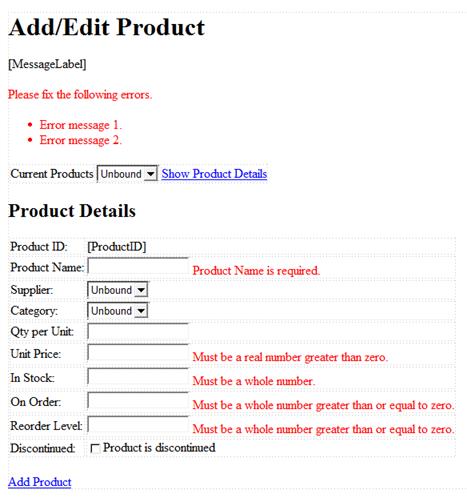 Add/Edit Product
[MessageLabel]
Please fix the following errors.
• Error message 1.
• Error message 2.
Current Products Unbound Show Product Details
Product Details
Product ID: [ProductID]
Product Name: Product Name is required.
Supplier: Unbound
Category: Unbound
Qty per Unit:
Unit Price: Must be a real number greater than zero.
In Stock: Must be a whole number.
On Order: Must be a whole number greater than or equal to zero.
Reorder Level: Must be a whole number greater than or equal to zero.
Discontinued: Product is discontinued
Add Product